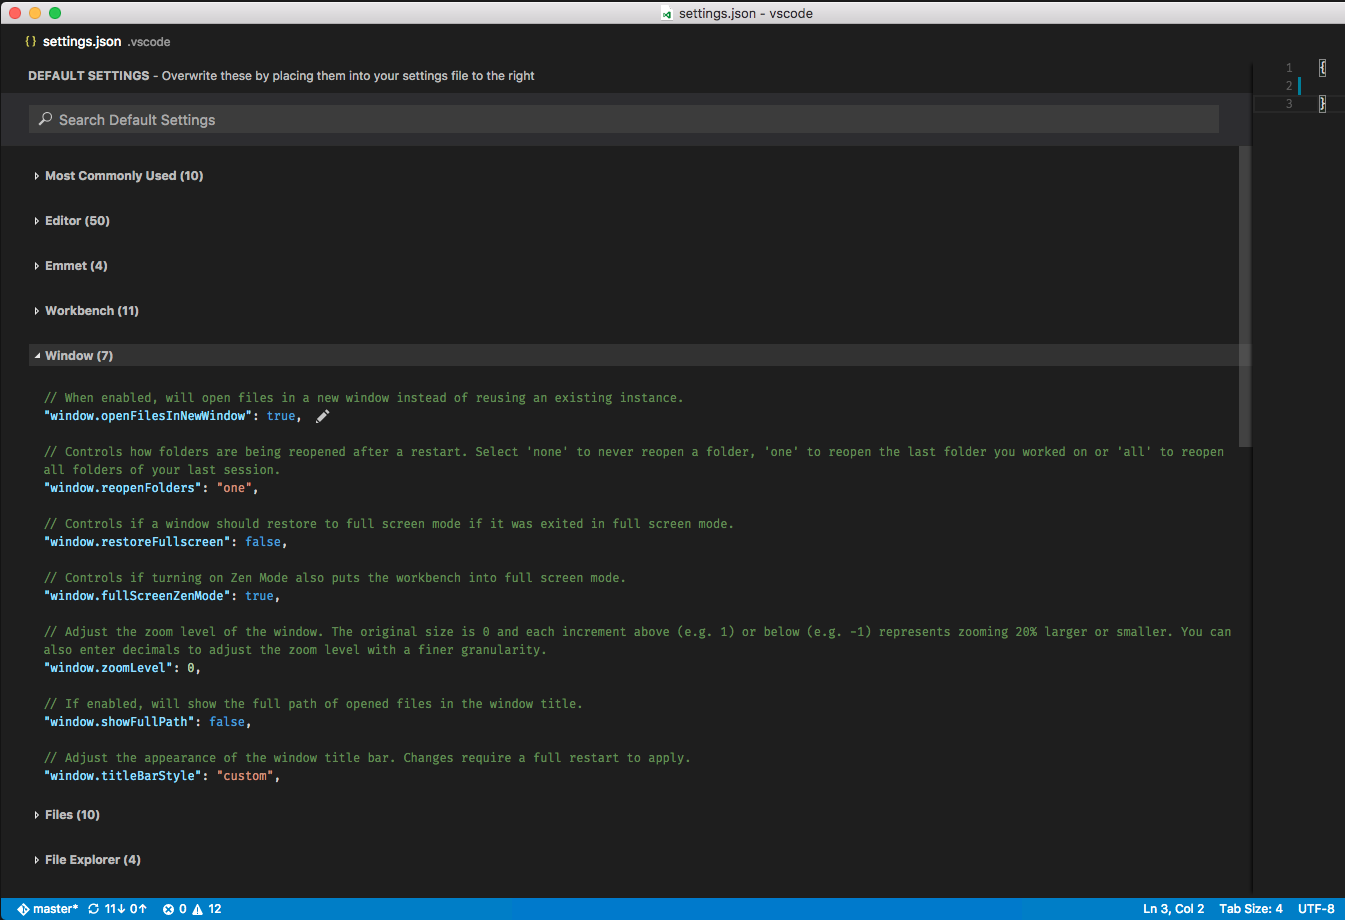 settings.json - vscode
{} settings.json .vscode
DEFAULT SETTINGS - Overwrite these by placing them into your settings file to the right
Search Default Settings
Most Commonly Used (10)
Editor (50)
Emmet (4)
Workbench (11)
Window (7)
// When enabled, will open files in a new window instead of reusing an existing instance.
"window.openFilesInNewWindow": true,
// Controls how folders are being reopened after a restart. Select 'none' to never reopen a folder, 'one' to reopen the last folder you worked on or 'all' to reopen
all folders of your last session.
"window.reopenFolders": "one",
// Controls if a window should restore to full screen mode if it was exited in full screen mode.
"window.restoreFullscreen": false,
// Controls if turning on Zen Mode also puts the workbench into full screen mode.
"window.fullScreenZenMode": true,
// Adjust the zoom level of the window. The original size is 0 and each increment above (e.g. 1) or below (e.g. -1) represents zooming 20% larger or smaller. You can
also enter decimals to adjust the zoom level with a finer granularity.
"window.zoomLevel": 0,
// If enabled, will show the full path of opened files in the window title.
"window.showFullPath": false,
// Adjust the appearance of the window title bar. Changes require a full restart to apply.
"window.titleBarStyle": "custom",
Files (10)
File Explorer (4)
1 {
2
3 }
master* 11↓ 0↑ 0 12
Ln 3, Col 2 Tab Size: 4 UTF-8